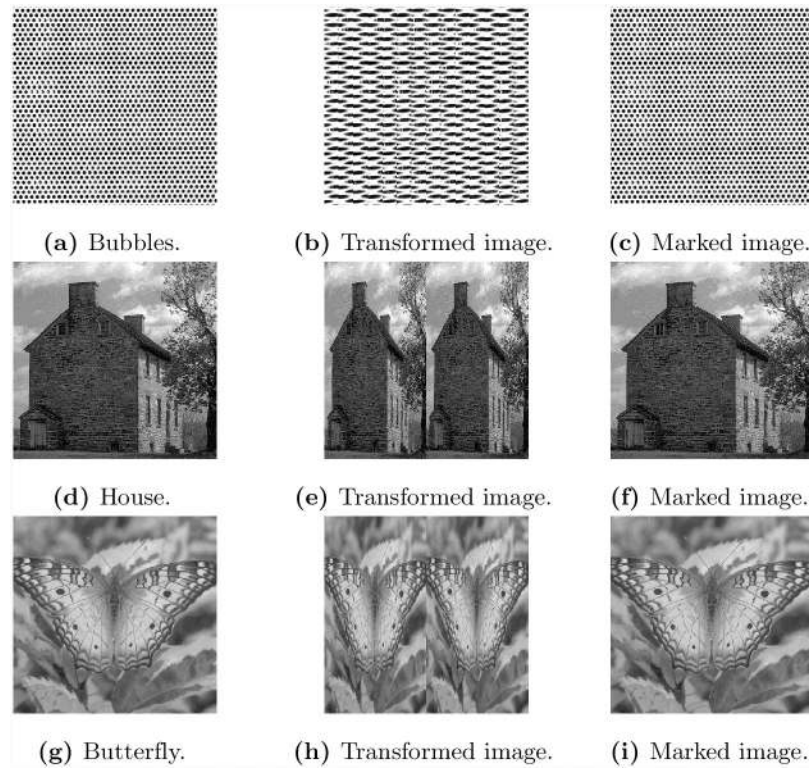 (a) Bubbles. (b) Transformed image. (c) Marked image.
(d) House. (e) Transformed image. (f) Marked image.
(g) Butterfly. (h) Transformed image. (i) Marked image.